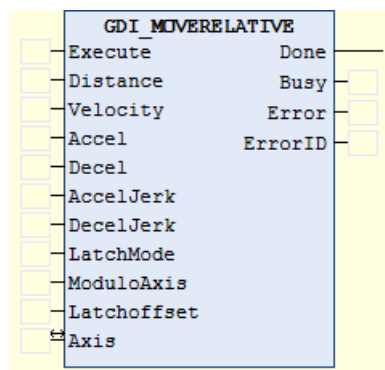 GDI_MOVERELATIVE
Execute Done
Distance Busy
Velocity Error
Accel ErrorID
Decel
AccelJerk
DecelJerk
LatchMode
ModuloAxis
Latchoffset
Axis